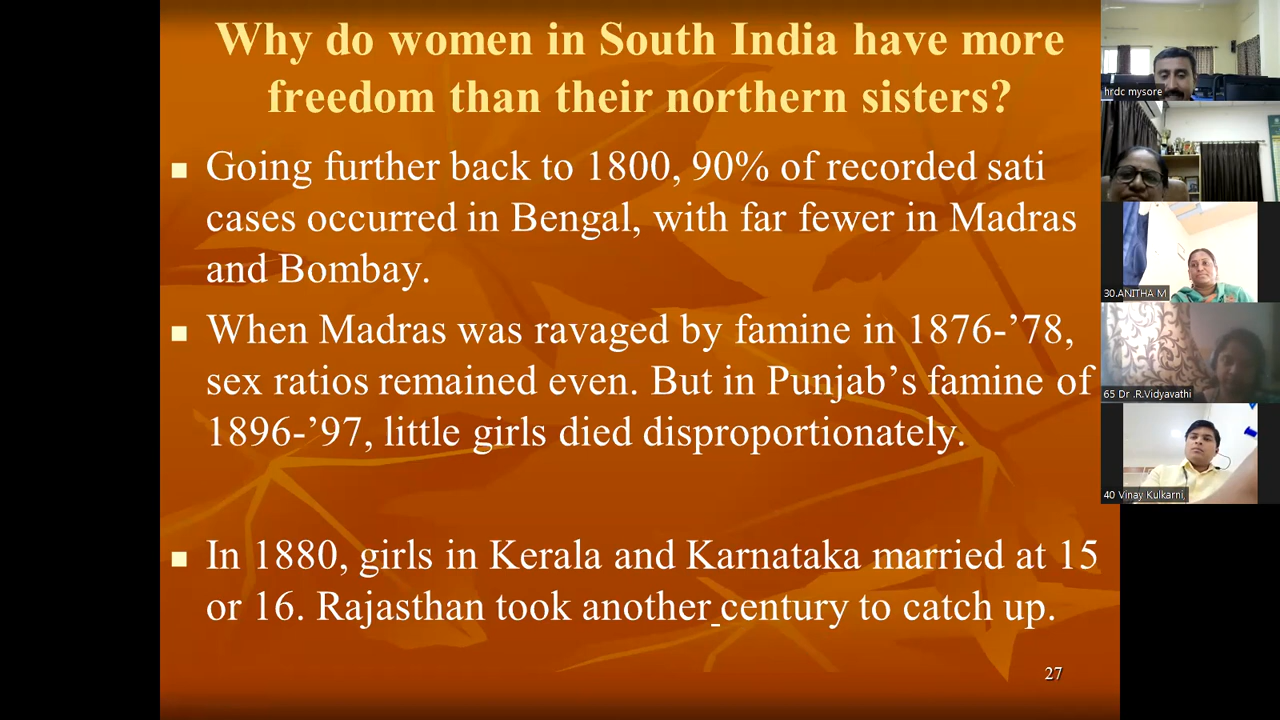 Why do women in South India have more
freedom than their northern sisters?
Going further back to 1800, 90% of recorded sati
cases occurred in Bengal, with far fewer in Madras
and Bombay.
When Madras was ravaged by famine in 1876-’78,
sex ratios remained even. But in Punjab’s famine of
1896-’97, little girls died disproportionately.
In 1880, girls in Kerala and Karnataka married at 15
or 16. Rajasthan took another century to catch up.
27
hrdc mysore
30.ANITHA M
65 Dr .R.Vidyavathi
40 Vinay Kulkarni,